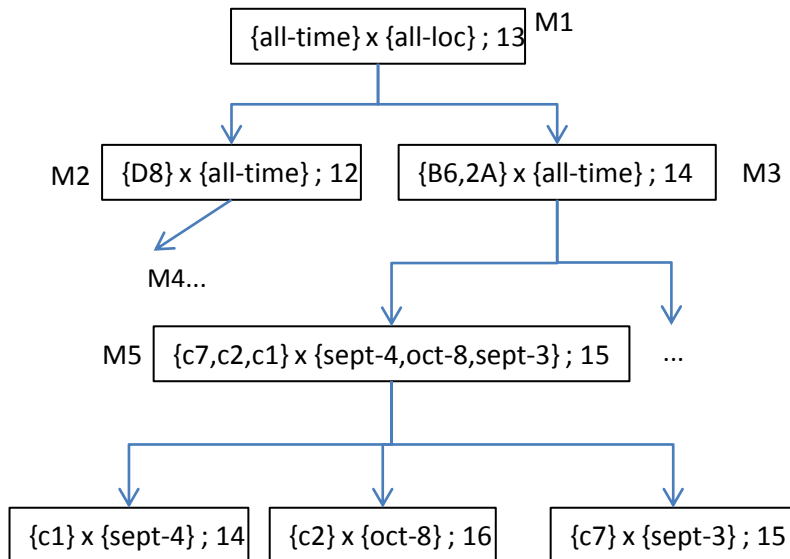 {all-time} x {all-loc} ; 13
M1
M2
{D8} x {all-time} ; 12
{B6,2A} x {all-time} ; 14
M3
M4...
M5
{c7,c2,c1} x {sept-4,oct-8,sept-3} ; 15
...
{c1} x {sept-4} ; 14
{c2} x {oct-8} ; 16
{c7} x {sept-3} ; 15